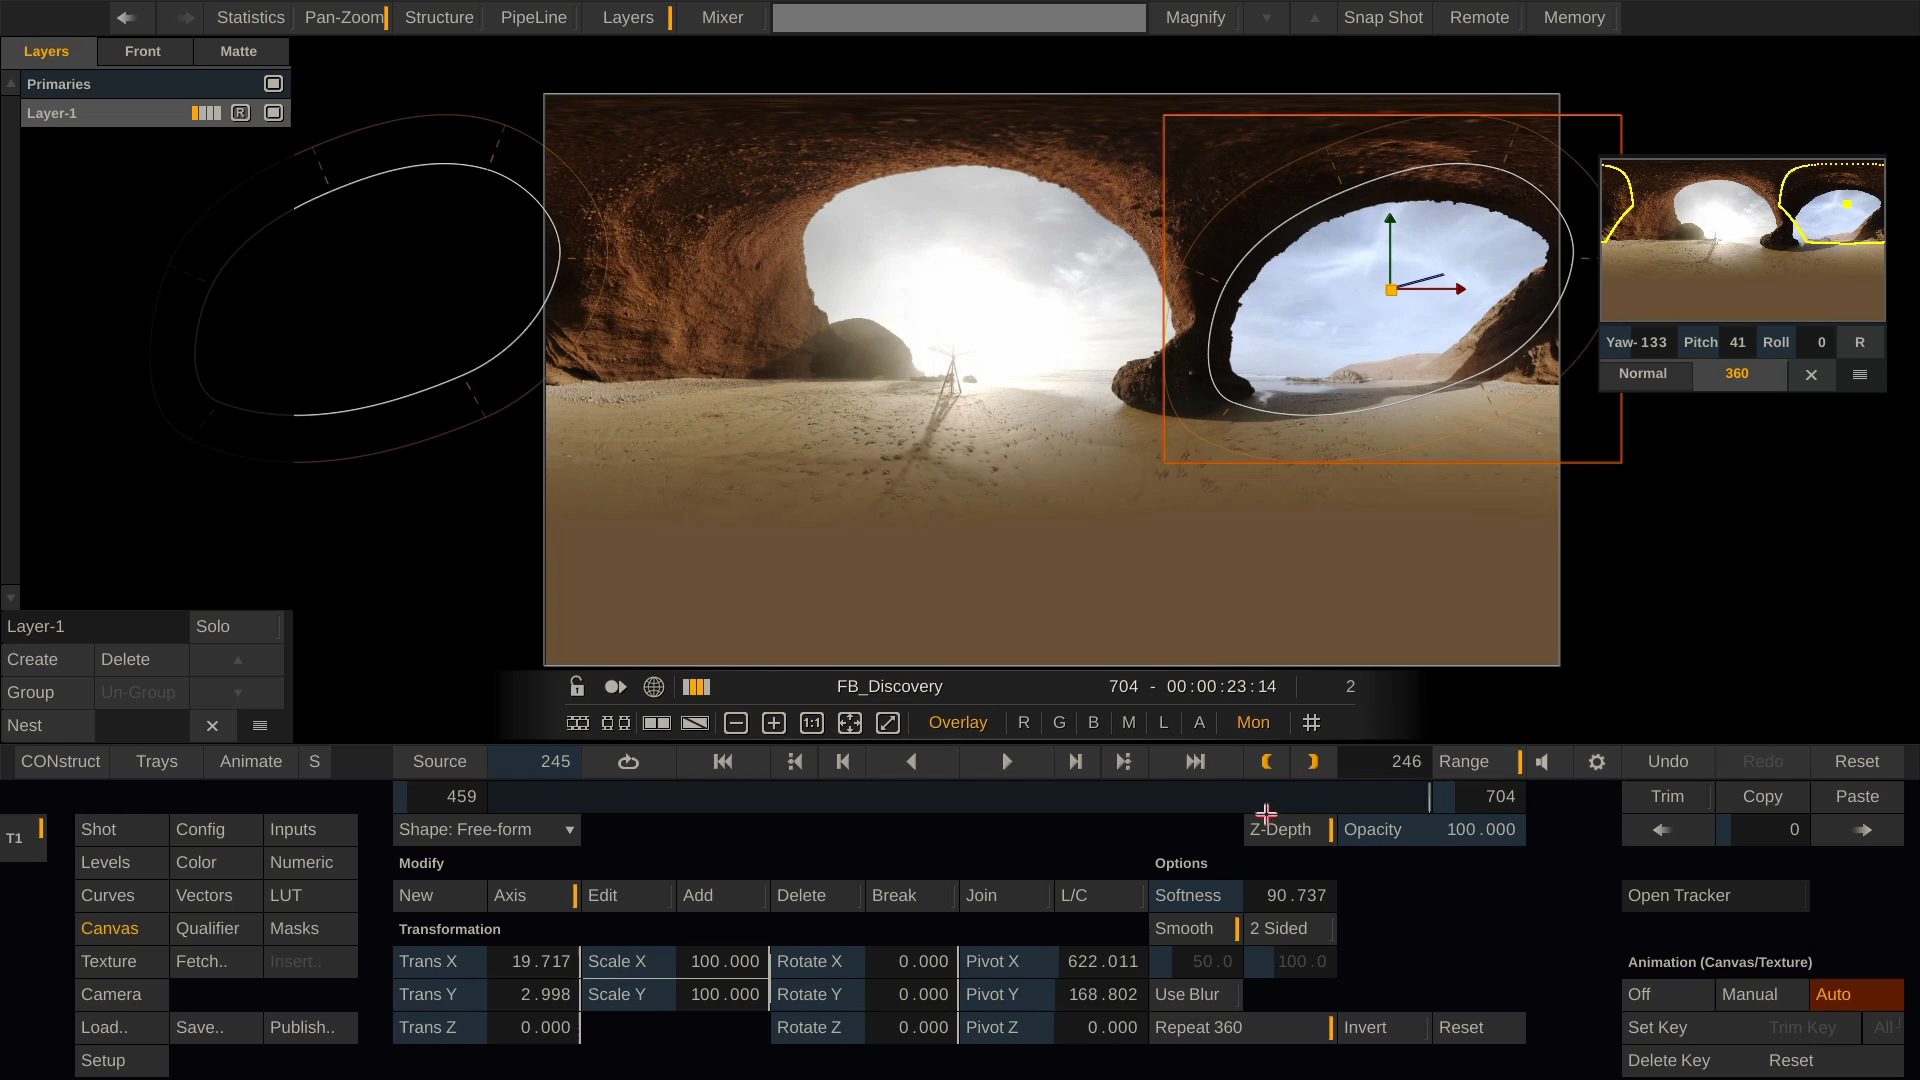 Statistics Pan-Zoom Structure PipeLine Layers Mixer Magnify Snap Shot Remote Memory
Layers Front Matte
Primaries
Layer-1 R
Yaw -133 Pitch 41 Roll 0 R
Normal 360
Layer-1 Solo
Create Delete
Group Un-Group
Nest
FB_Discovery 704 - 00:00:23:14 2
1:1 Overlay R G B M L A Mon
CONstruct Trays Animate S Source 245 246 Range Undo Redo Reset
459 704 Trim Copy Paste
T1 Shot Config Inputs Shape: Free-form Z-Depth Opacity 100.000 0
Levels Color Numeric Modify Options
Curves Vectors LUT New Axis Edit Add Delete Break Join L/C Softness 90.737 Open Tracker
Canvas Qualifier Masks Transformation Smooth 2 Sided
Texture Fetch.. Insert.. Trans X 19.717 Scale X 100.000 Rotate X 0.000 Pivot X 622.011 50.0 100.0 Animation (Canvas/Texture)
Camera Trans Y 2.998 Scale Y 100.000 Rotate Y 0.000 Pivot Y 168.802 Use Blur Off Manual Auto
Load.. Save.. Publish.. Trans Z 0.000 Rotate Z 0.000 Pivot Z 0.000 Repeat 360 Invert Reset Set Key Trim Key All
Setup Delete Key Reset